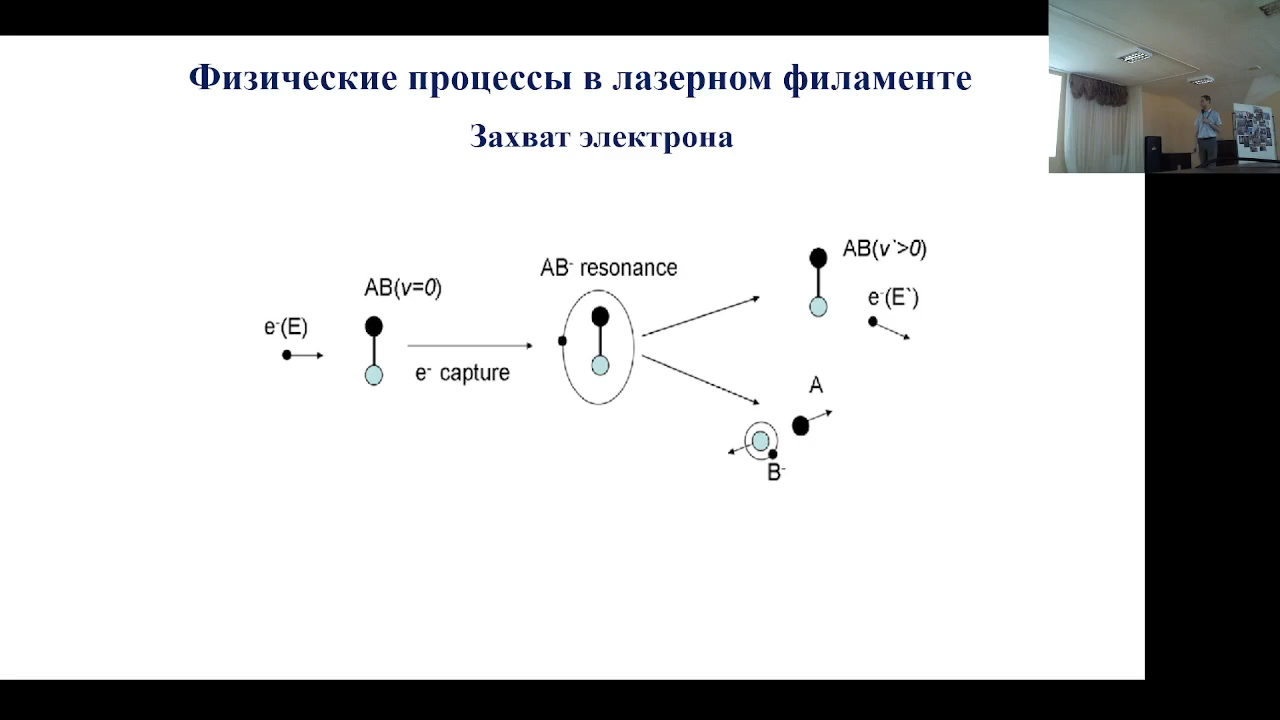 Физические процессы в лазерном филаменте
Захват электрона
e⁻(E)
AB(v=0)
e⁻ capture
AB⁻ resonance
AB(v`>0)
e⁻(E`)
A
B⁻